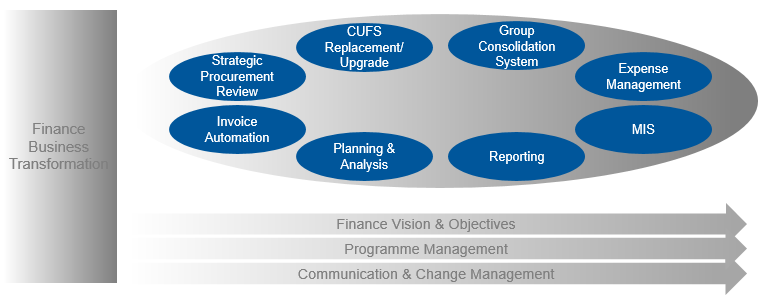 Finance
Business
Transformation
CUFS
Replacement/
Upgrade
Group
Consolidation
System
Strategic
Procurement
Review
Expense
Management
Invoice
Automation
MIS
Planning &
Analysis
Reporting
Finance Vision & Objectives
Programme Management
Communication & Change Management